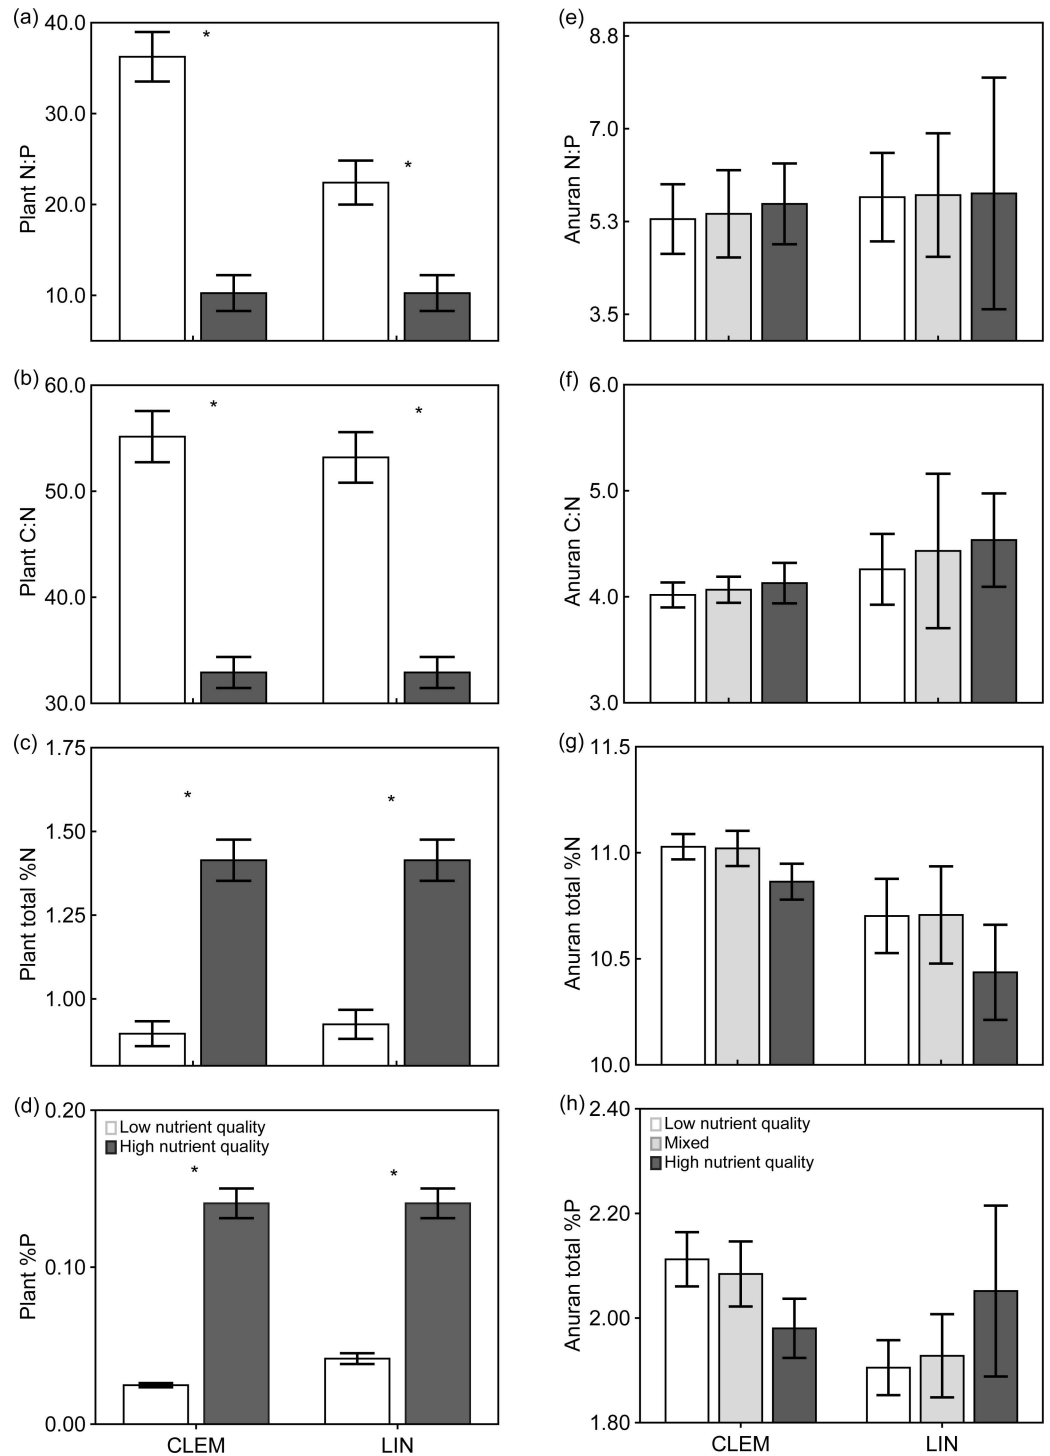 (a)
40.0
30.0
20.0
10.0
Plant N:P
*
*
(b)
60.0
50.0
40.0
30.0
Plant C:N
*
*
(c)
1.75
1.50
1.25
1.00
Plant total %N
*
*
(d)
0.20
0.10
0.00
Plant %P
Low nutrient quality
High nutrient quality
*
*
CLEM
LIN
(e)
8.8
7.0
5.3
3.5
Anuran N:P
(f)
6.0
5.0
4.0
3.0
Anuran C:N
(g)
11.5
11.0
10.5
10.0
Anuran total %N
(h)
2.40
2.20
2.00
1.80
Anuran total %P
Low nutrient quality
Mixed
High nutrient quality
CLEM
LIN